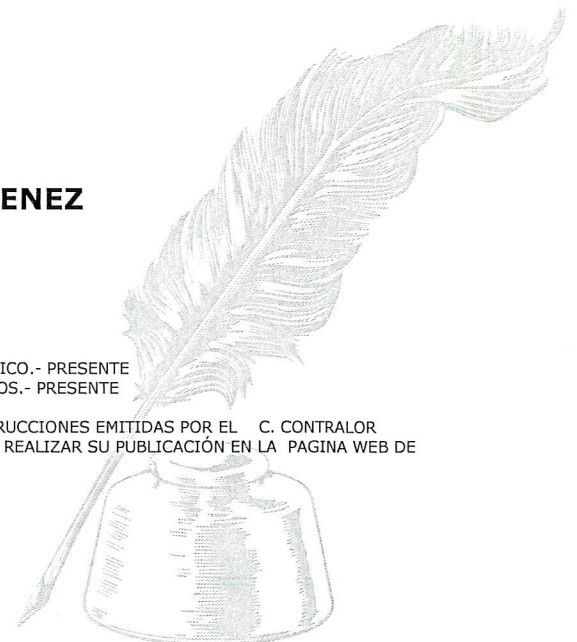 ENEZ
ICO.- PRESENTE
OS.- PRESENTE
RUCCIONES EMITIDAS POR EL C. CONTRALOR
REALIZAR SU PUBLICACIÓN EN LA PAGINA WEB DE